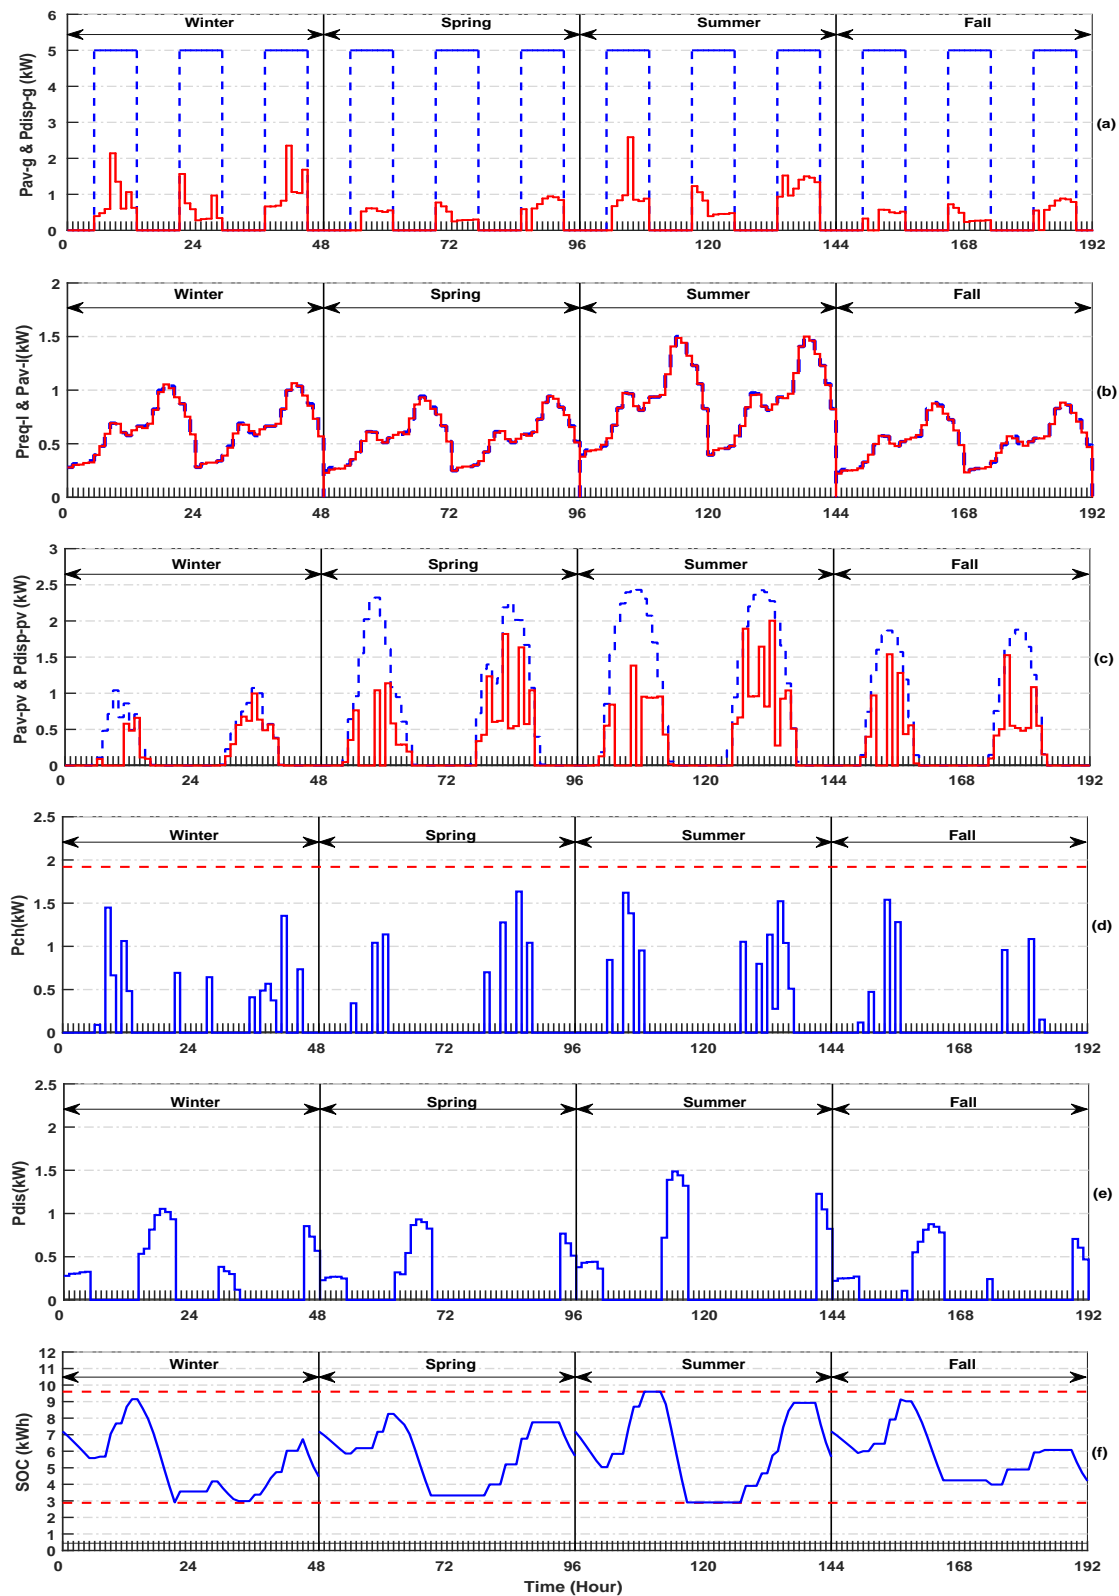 Winter Spring Summer Fall
6
5
4
3
2
1
0
Pav-g & Pdisp-g (kW)
(a)
0 24 48 72 96 120 144 168 192
Winter Spring Summer Fall
2
1.5
1
0.5
0
Preq-l & Pav-l(kW)
(b)
0 24 48 72 96 120 144 168 192
Winter Spring Summer Fall
3
2.5
2
1.5
1
0.5
0
Pav-pv & Pdisp-pv (kW)
(c)
0 24 48 72 96 120 144 168 192
Winter Spring Summer Fall
2.5
2
1.5
1
0.5
0
Pch(kW)
(d)
0 24 48 72 96 120 144 168 192
Winter Spring Summer Fall
2.5
2
1.5
1
0.5
0
Pdis(kW)
(e)
0 24 48 72 96 120 144 168 192
Winter Spring Summer Fall
12
11
10
9
8
7
6
5
4
3
2
1
0
SOC (kWh)
(f)
0 24 48 72 96 120 144 168 192
Time (Hour)